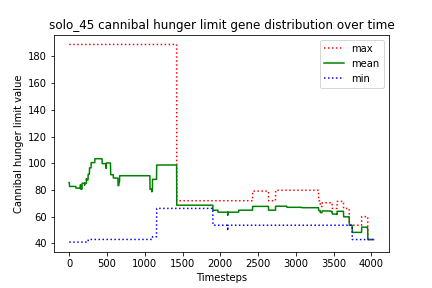 solo_45 cannibal hunger limit gene distribution over time
max
mean
min
Cannibal hunger limit value
180
160
140
120
100
80
60
40
0
500
1000
1500
2000
2500
3000
3500
4000
Timesteps